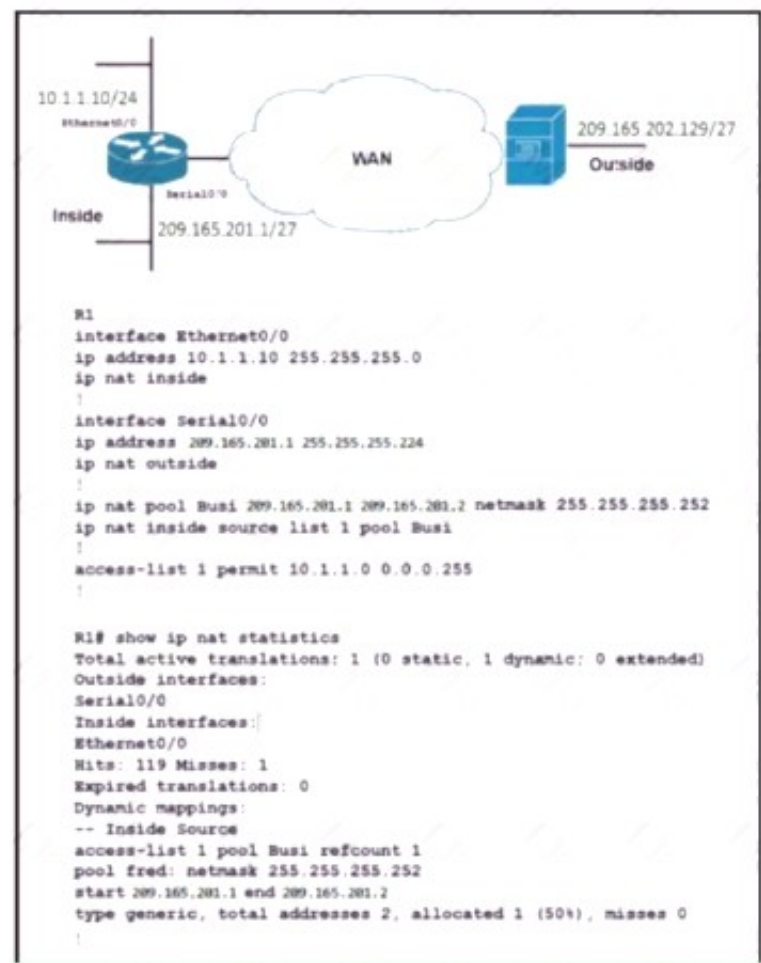 10.1.1.10/24
Ethernet0/0
WAN
209.165.202.129/27
Outside
Serial0/0
Inside
209.165.201.1/27
R1
interface Ethernet0/0
ip address 10.1.1.10 255.255.255.0
ip nat inside
!
interface Serial0/0
ip address 209.165.201.1 255.255.255.224
ip nat outside
!
ip nat pool Busi 209.165.201.1 209.165.201.2 netmask 255.255.255.252
ip nat inside source list 1 pool Busi
!
access-list 1 permit 10.1.1.0 0.0.0.255
!
R1# show ip nat statistics
Total active translations: 1 (0 static, 1 dynamic; 0 extended)
Outside interfaces:
Serial0/0
Inside interfaces:
Ethernet0/0
Hits: 119 Misses: 1
Expired translations: 0
Dynamic mappings:
-- Inside Source
access-list 1 pool Busi refcount 1
pool fred: netmask 255.255.255.252
start 209.165.201.1 end 209.165.201.2
type generic, total addresses 2, allocated 1 (50%), misses 0
!